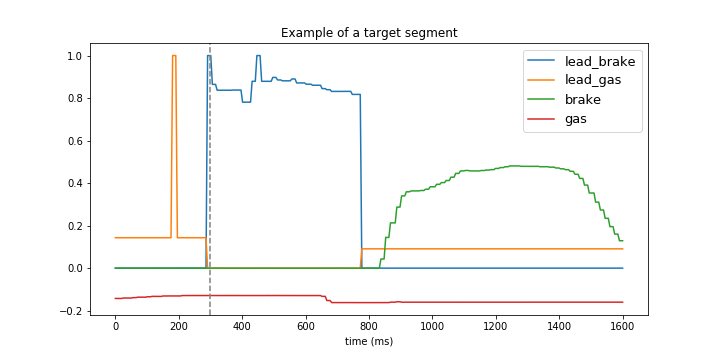 Example of a target segment
1.0
0.8
0.6
0.4
0.2
0.0
−0.2
lead_brake
lead_gas
brake
gas
0 200 400 600 800 1000 1200 1400 1600
time (ms)